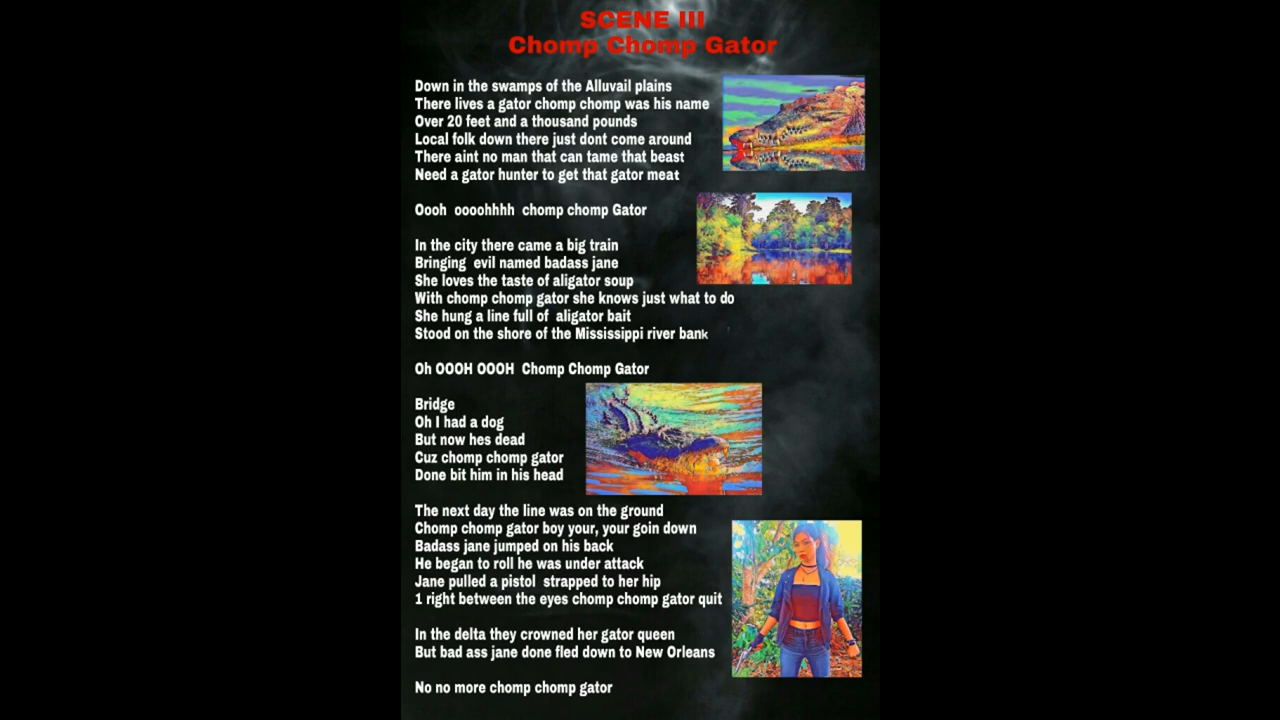 SCENE III
Chomp Chomp Gator
Down in the swamps of the Alluvail plains
There lives a gator chomp chomp was his name
Over 20 feet and a thousand pounds
Local folk down there just dont come around
There aint no man that can tame that beast
Need a gator hunter to get that gator meat
Oooh oooohhhh chomp chomp Gator
In the city there came a big train
Bringing evil named badass jane
She loves the taste of aligator soup
With chomp chomp gator she knows just what to do
She hung a line full of aligator bait
Stood on the shore of the Mississippi river bank
Oh OOOH OOOH Chomp Chomp Gator
Bridge
Oh I had a dog
But now hes dead
Cuz chomp chomp gator
Done bit him in his head
The next day the line was on the ground
Chomp chomp gator boy your, your goin down
Badass jane jumped on his back
He began to roll he was under attack
Jane pulled a pistol strapped to her hip
1 right between the eyes chomp chomp gator quit
In the delta they crowned her gator queen
But bad ass jane done fled down to New Orleans
No no more chomp chomp gator